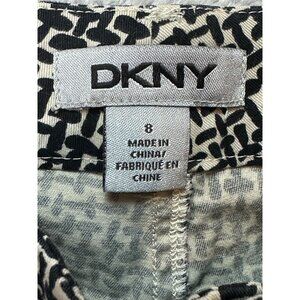 DKNY
8
MADE IN
CHINA/
FABRIQUÉ EN
CHINE